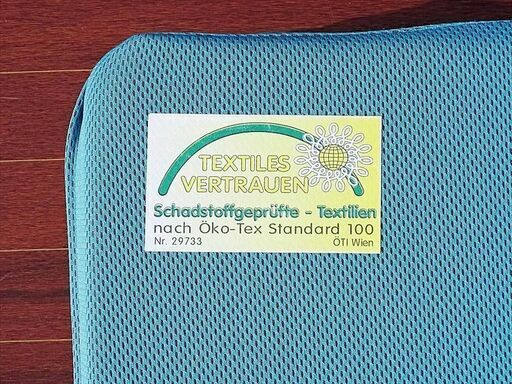 TEXTILES
VERTRAUEN
Schadstoffgeprüfte - Textilien
nach Öko-Tex Standard 100
Nr. 29733 ÖTI Wien